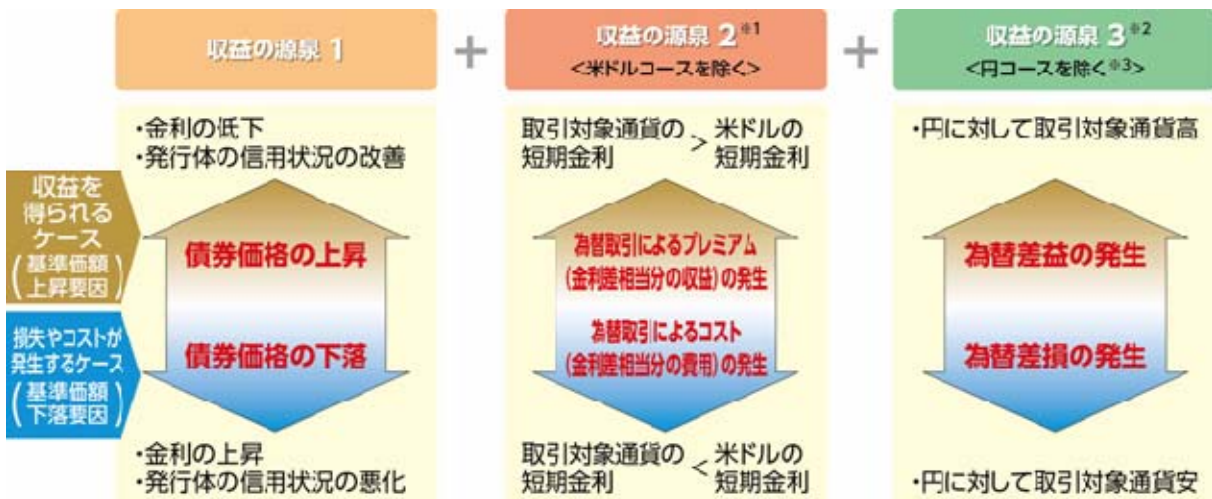 収益の源泉 1
+
収益の源泉 2※1
<米ドルコースを除く>
+
収益の源泉 3※2
<円コースを除く※3>
・金利の低下
・発行体の信用状況の改善
取引対象通貨の短期金利 > 米ドルの短期金利
・円に対して取引対象通貨高
収益を
得られる
ケース
(基準価額
上昇要因)
債券価格の上昇
為替取引によるプレミアム
(金利差相当分の収益)の発生
為替差益の発生
損失やコストが
発生するケース
(基準価額
下落要因)
債券価格の下落
為替取引によるコスト
(金利差相当分の費用)の発生
為替差損の発生
・金利の上昇
・発行体の信用状況の悪化
取引対象通貨の短期金利 < 米ドルの短期金利
・円に対して取引対象通貨安